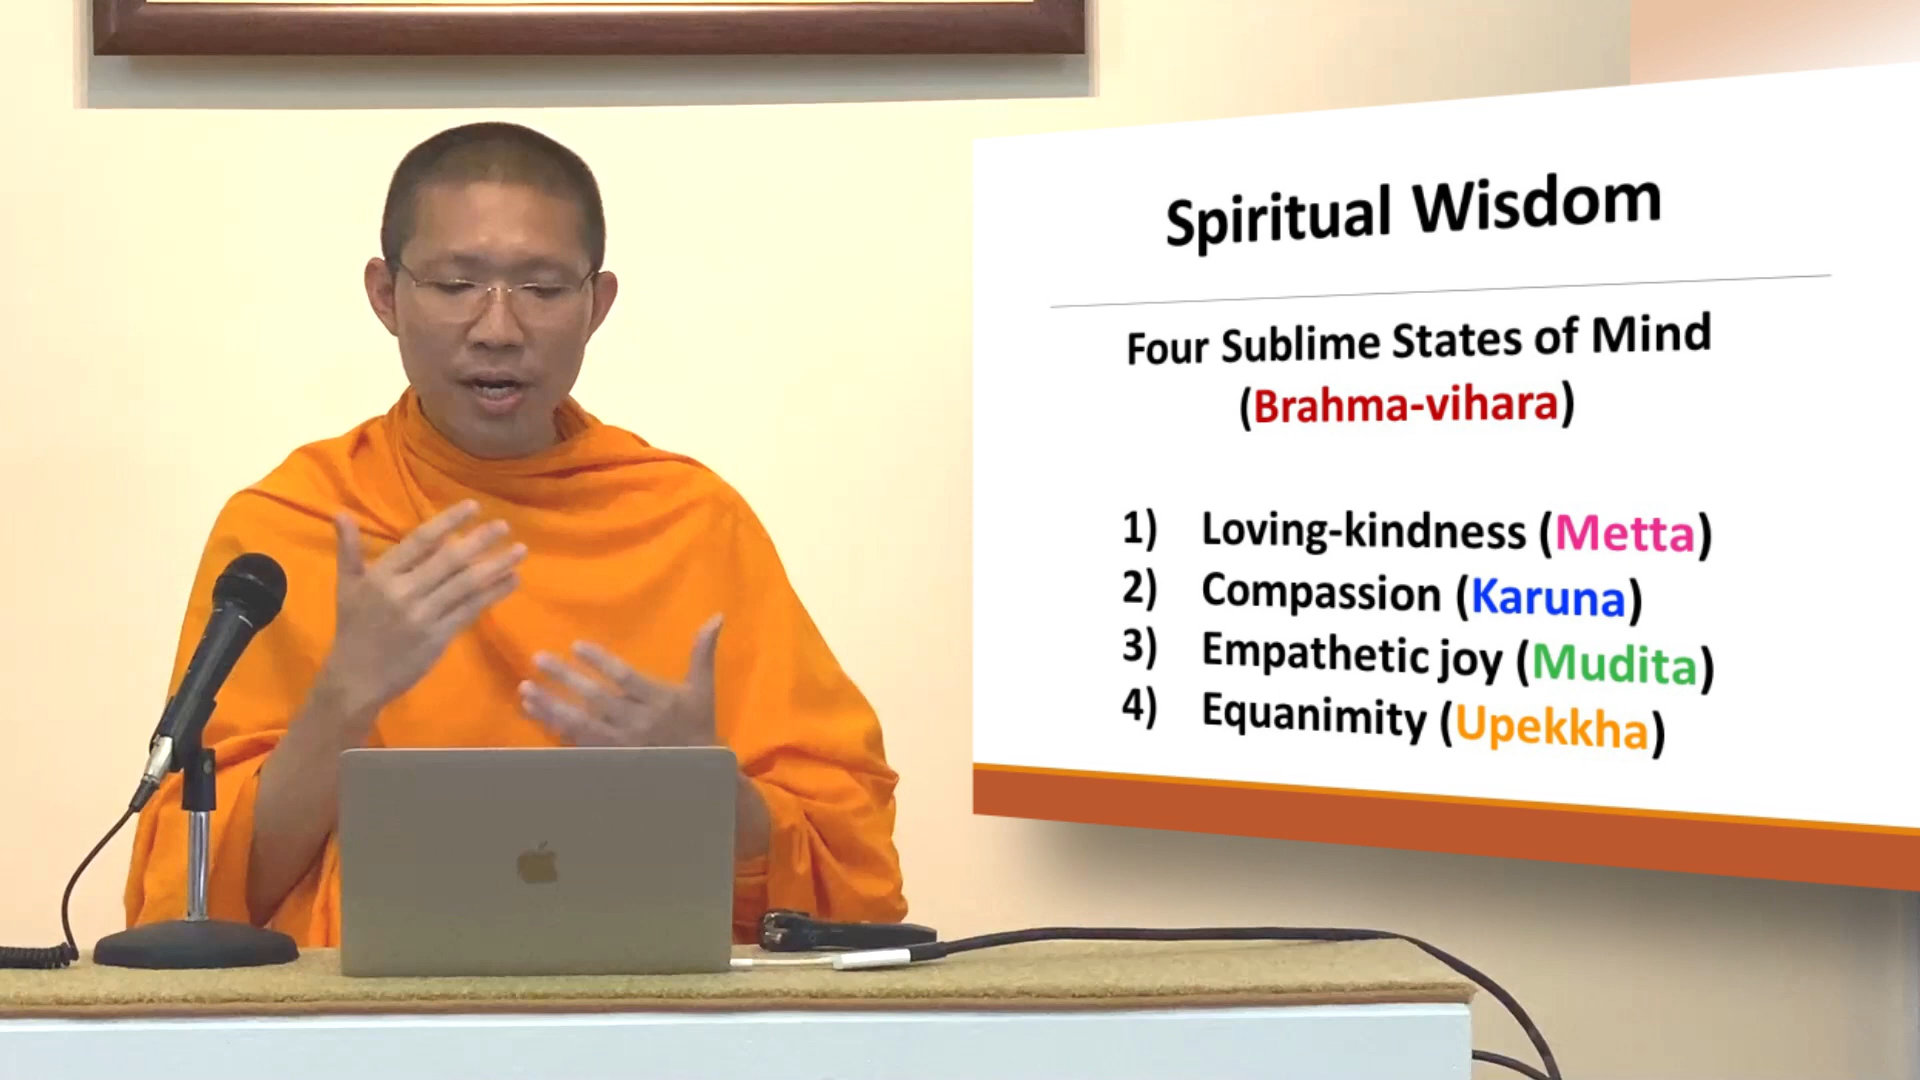 Spiritual Wisdom
Four Sublime States of Mind
(Brahma-vihara)
1) Loving-kindness (Metta)
2) Compassion (Karuna)
3) Empathetic joy (Mudita)
4) Equanimity (Upekkha)